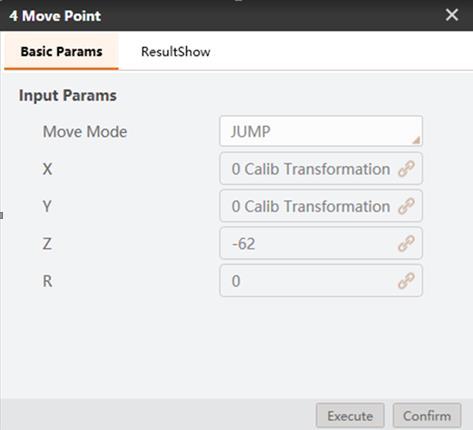 4 Move Point
Basic Params ResultShow
Input Params
Move Mode JUMP
X 0 Calib Transformation
Y 0 Calib Transformation
Z -62
R 0
Execute Confirm